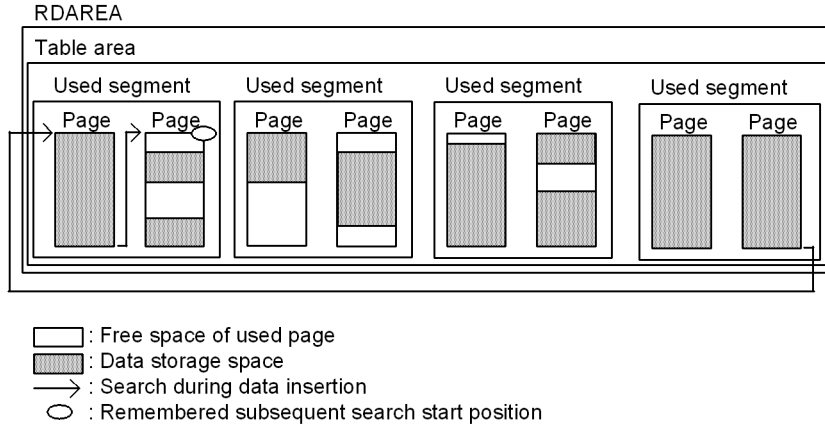 RDAREA
Table area
Used segment Used segment Used segment Used segment
Page Page Page Page Page Page Page Page
: Free space of used page
: Data storage space
: Search during data insertion
: Remembered subsequent search start position